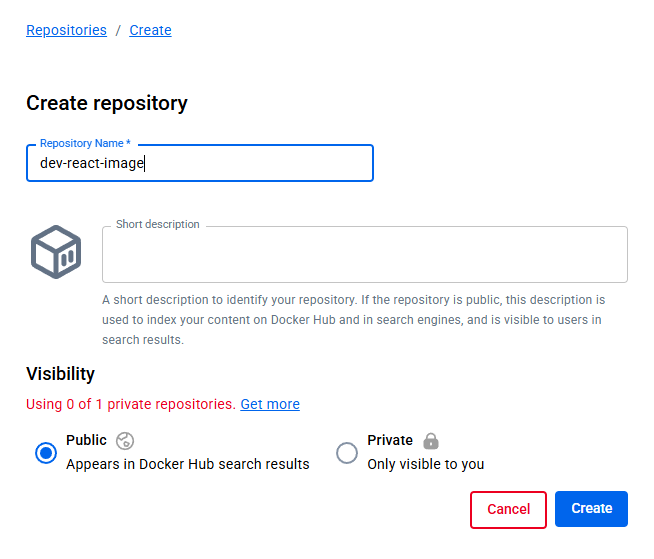 Repositories / Create
Create repository
Repository Name *
dev-react-image
Short description
A short description to identify your repository. If the repository is public, this description is
used to index your content on Docker Hub and in search engines, and is visible to users in
search results.
Visibility
Using 0 of 1 private repositories. Get more
Public
Appears in Docker Hub search results
Private
Only visible to you
Cancel
Create